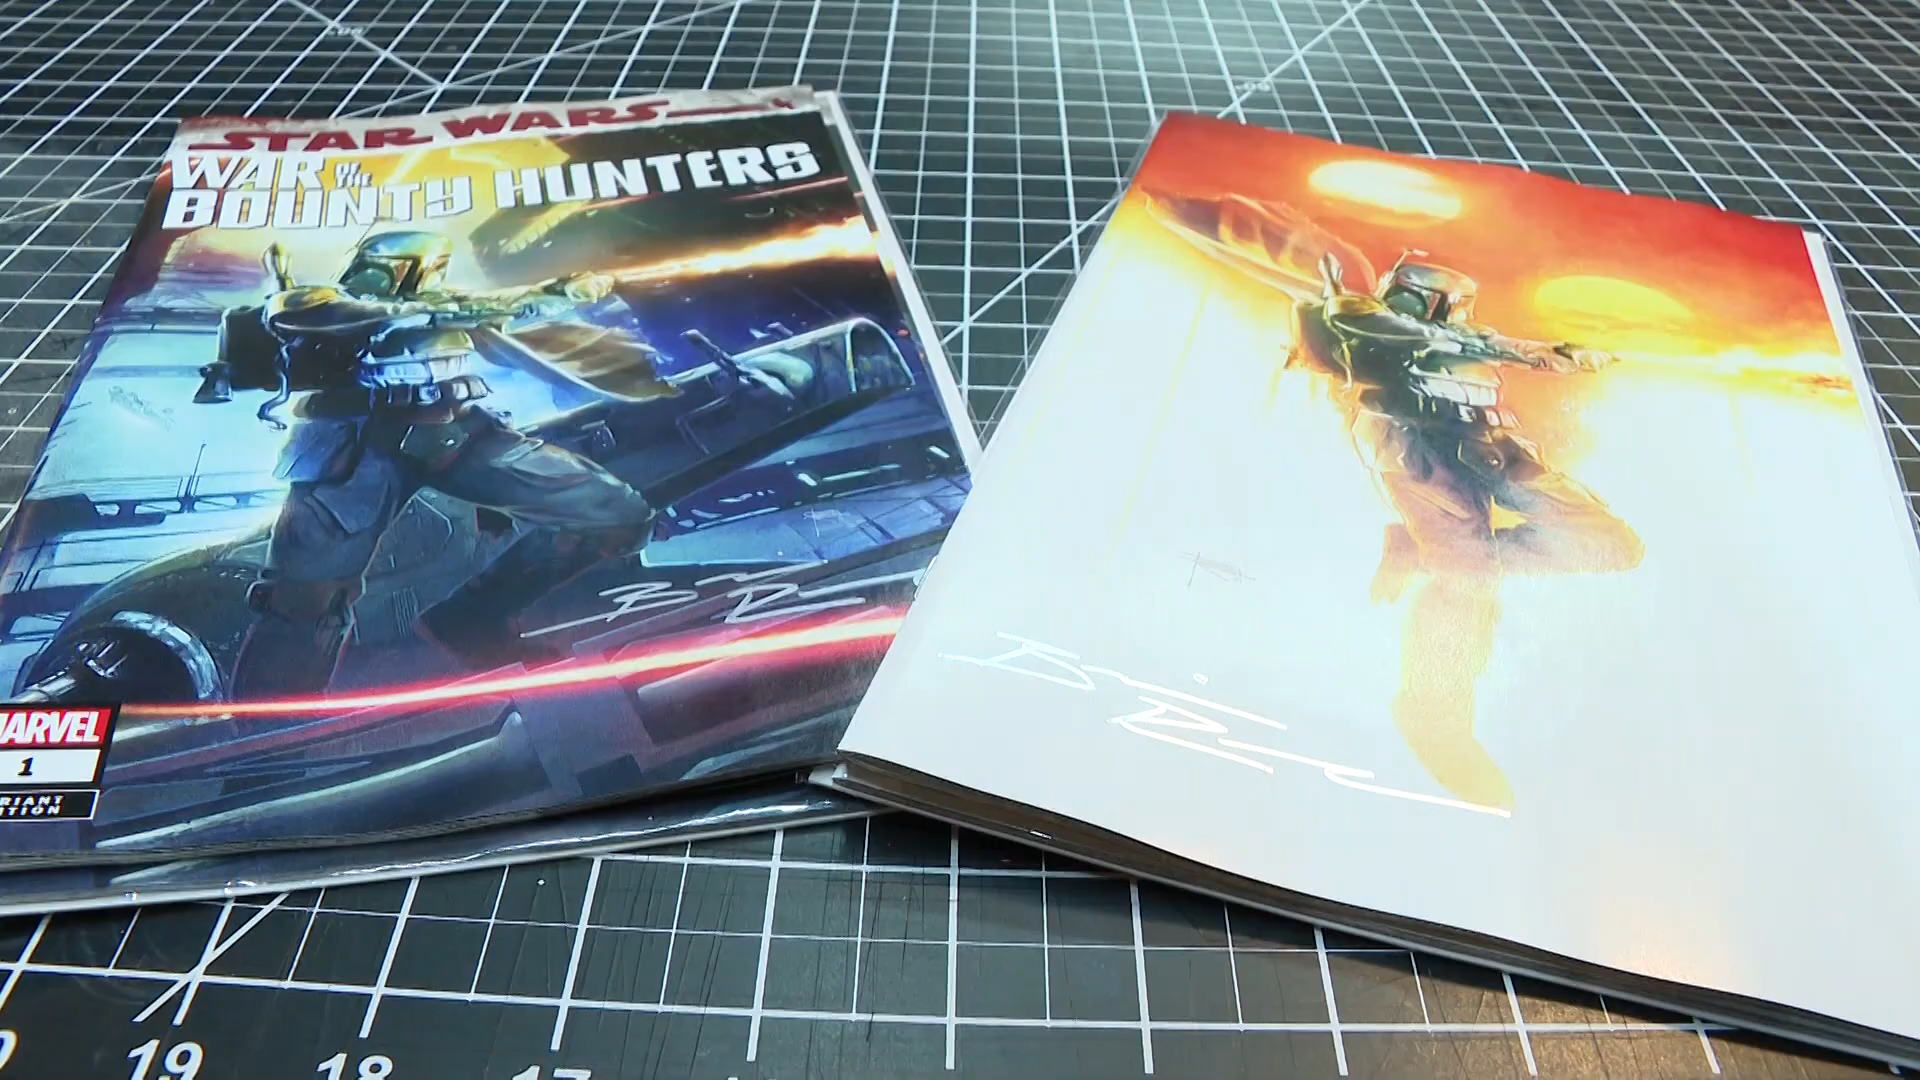 STAR WARS
WAR OF THE
BOUNTY HUNTERS
MARVEL
1
VARIANT
EDITION
19
18
17